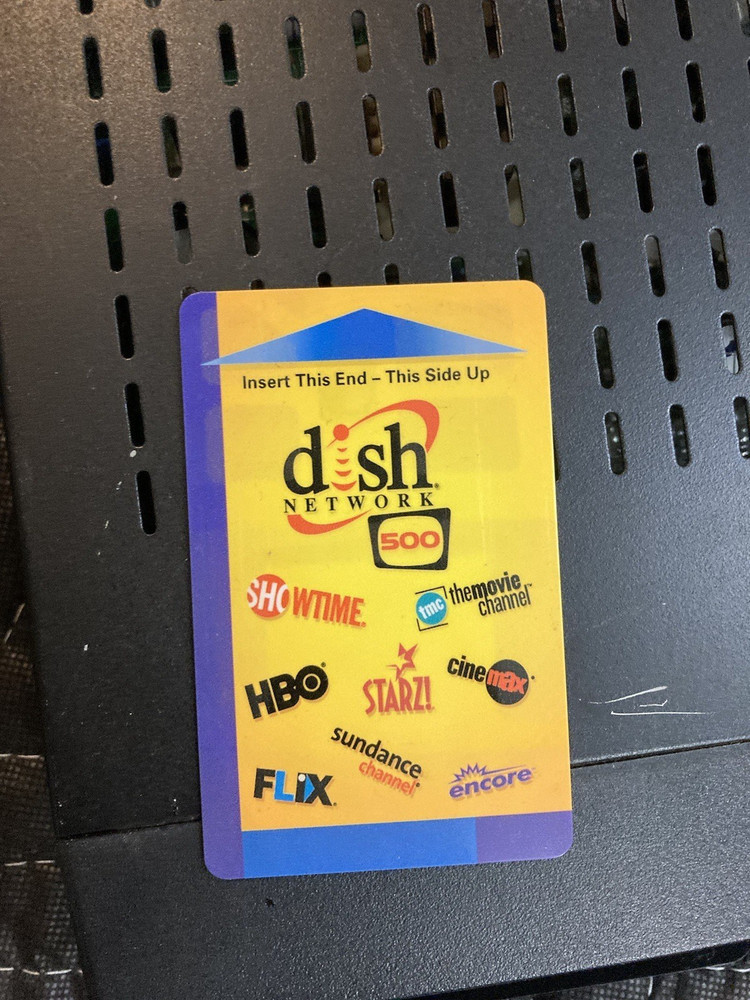 Insert This End – This Side Up
dish
NETWORK
500
SHOWTIME
tmc the movie channel™
HBO®
STARZ!
cinemax
sundance channel
FLiX
encore